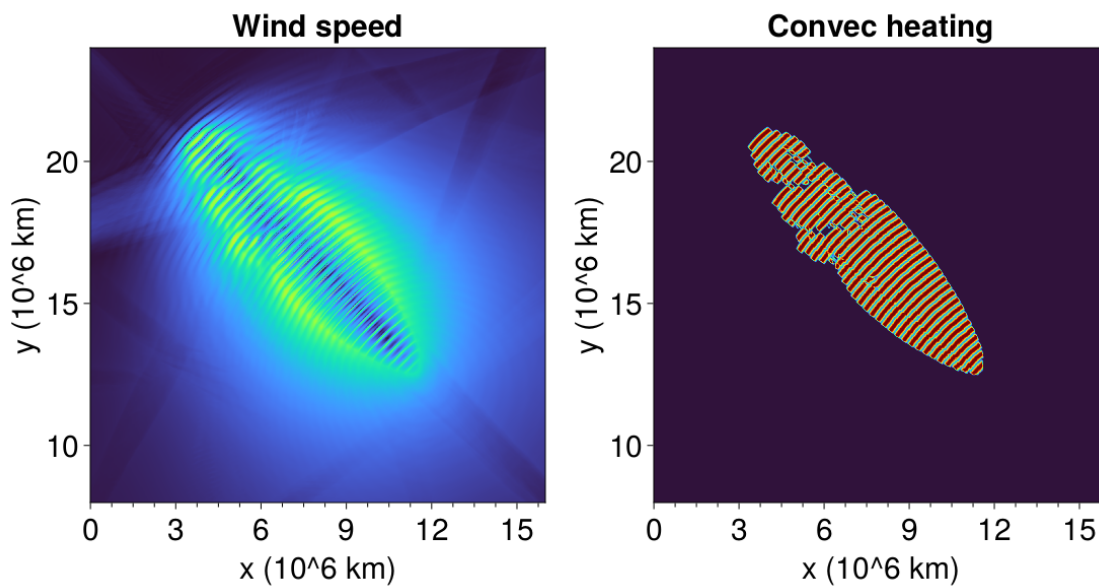 Wind speed
20
15
10
y (10^6 km)
0 3 6 9 12 15
x (10^6 km)
Convec heating
20
15
10
y (10^6 km)
0 3 6 9 12 15
x (10^6 km)